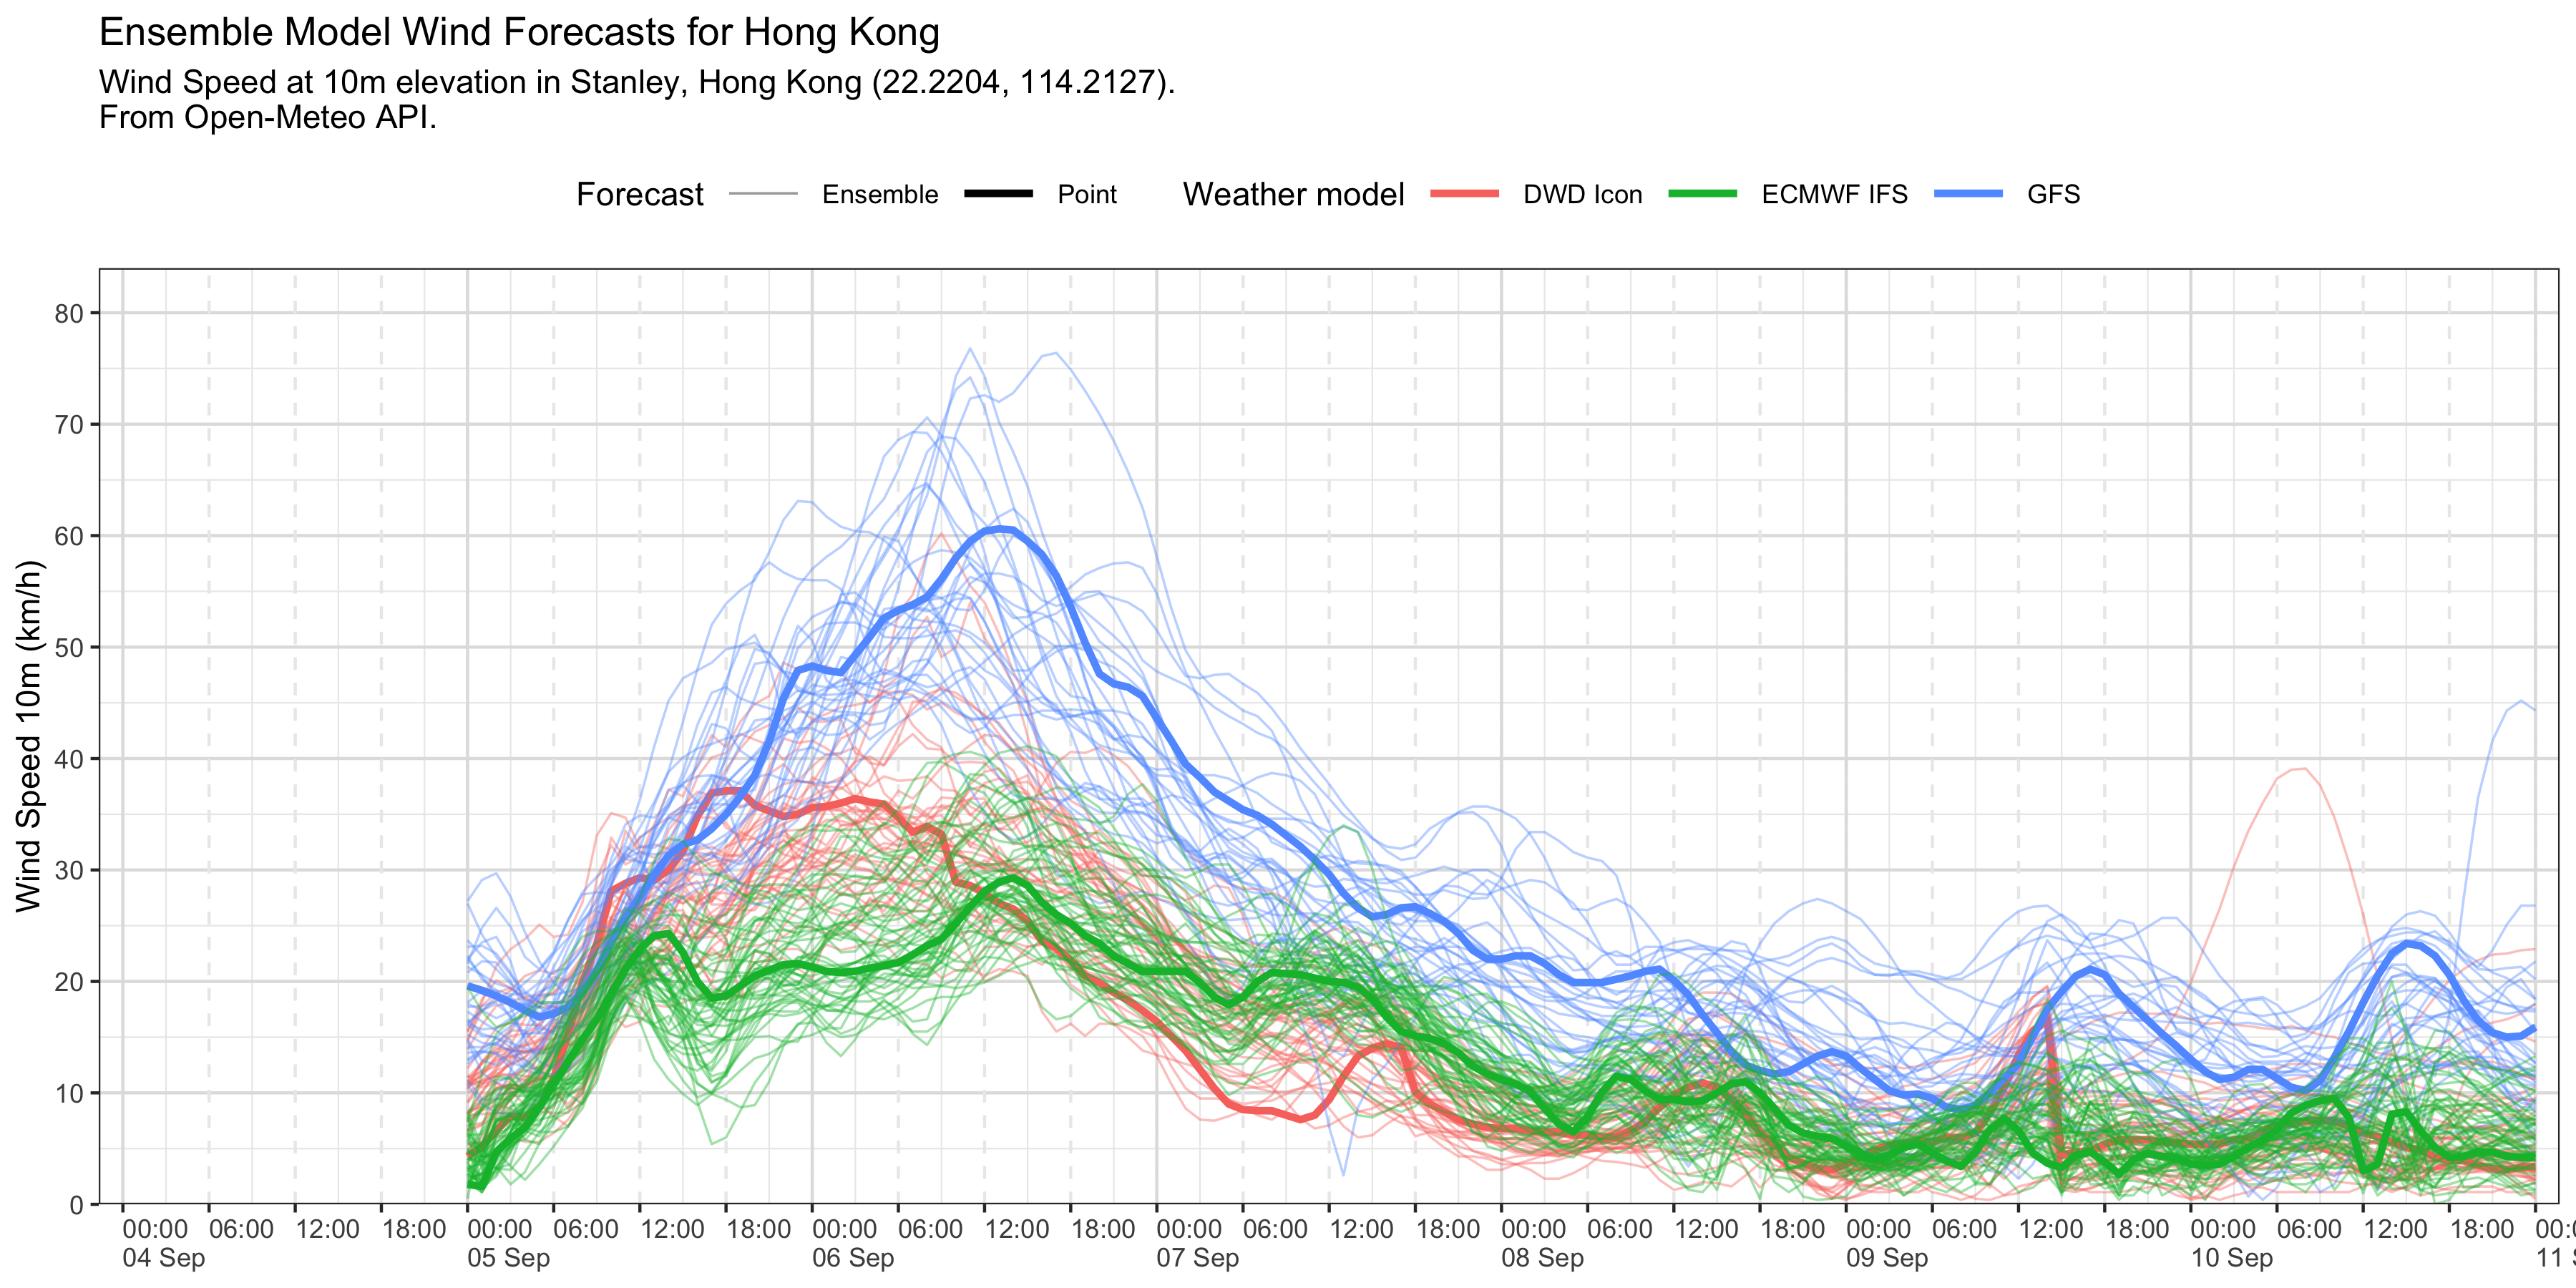 Ensemble Model Wind Forecasts for Hong Kong
Wind Speed at 10m elevation in Stanley, Hong Kong (22.2204, 114.2127).
From Open-Meteo API.
Forecast Ensemble Point Weather model DWD Icon ECMWF IFS GFS
Wind Speed 10m (km/h)
80
70
60
50
40
30
20
10
0
00:00 06:00 12:00 18:00 00:00 06:00 12:00 18:00 00:00 06:00 12:00 18:00 00:00 06:00 12:00 18:00 00:00 06:00 12:00 18:00 00:00 06:00 12:00 18:00 00:00 06:00 12:00 18:00
04 Sep 05 Sep 06 Sep 07 Sep 08 Sep 09 Sep 10 Sep 11